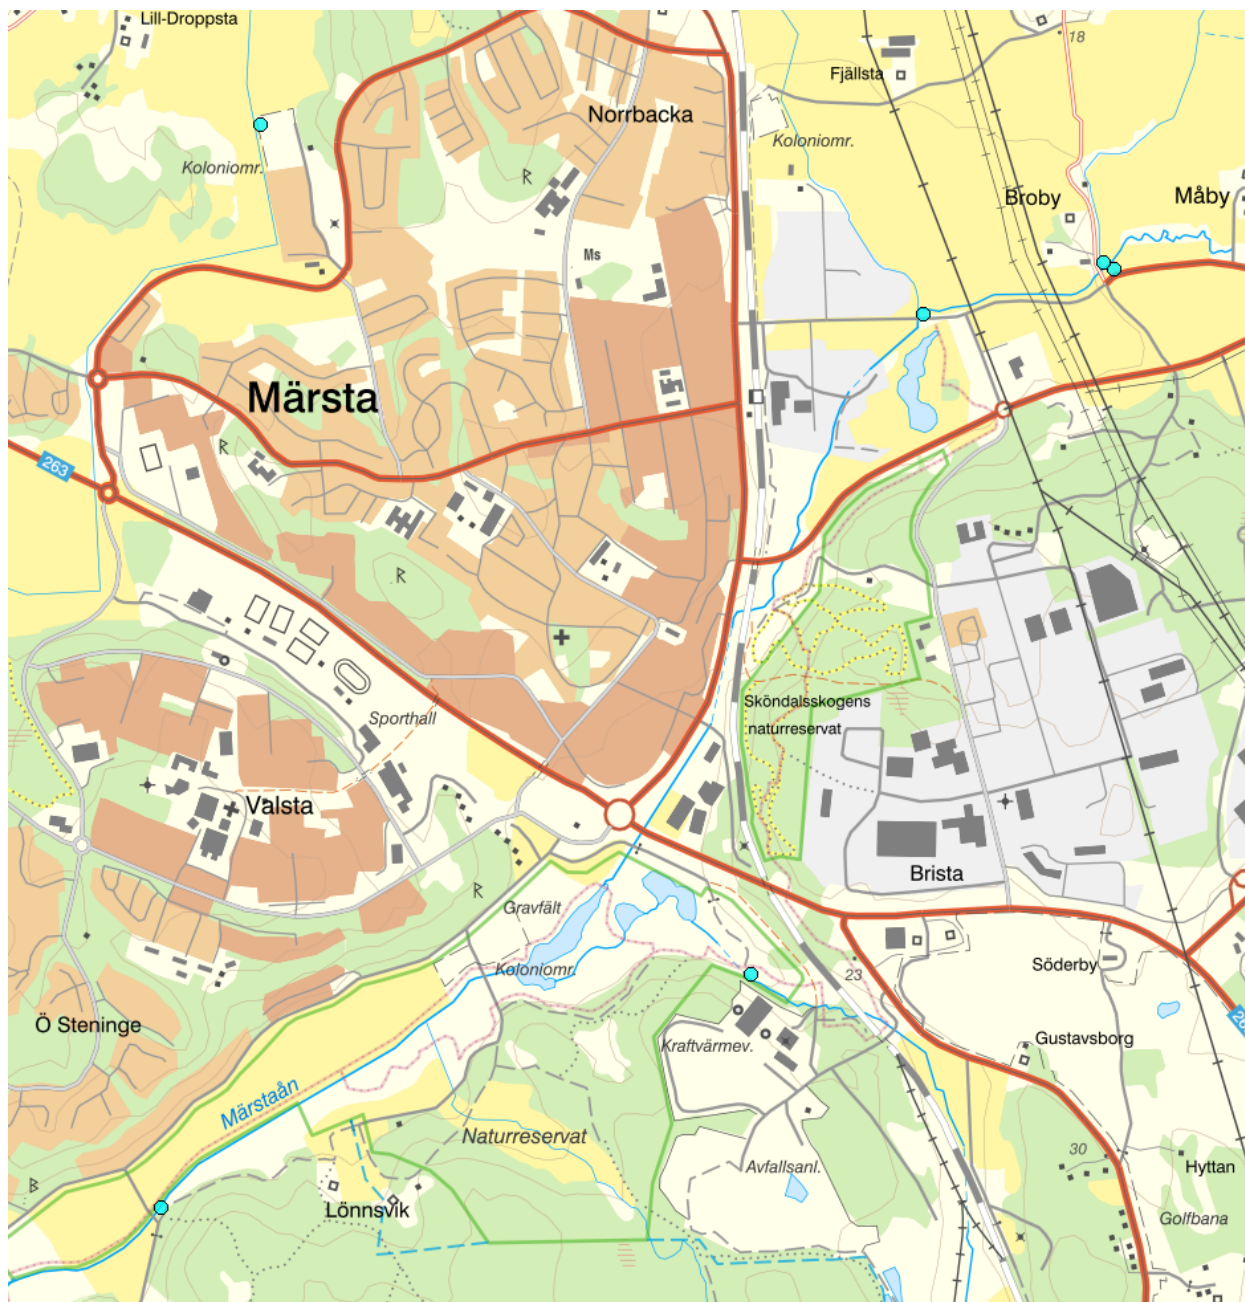 Lill-Droppsta
18
Fjällsta
Norrbacka
Koloniomr.
Koloniomr.
Broby
Måby
Ms
Märsta
263
Sköndalsskogens
naturreservat
Sporthall
Valsta
Brista
Gravfält
Koloniomr.
23
Söderby
Ö Steninge
Kraftvärmev.
Gustavsborg
Märstaån
Naturreservat
Avfallsanl.
30
Hyttan
Lönnsvik
Golfbana